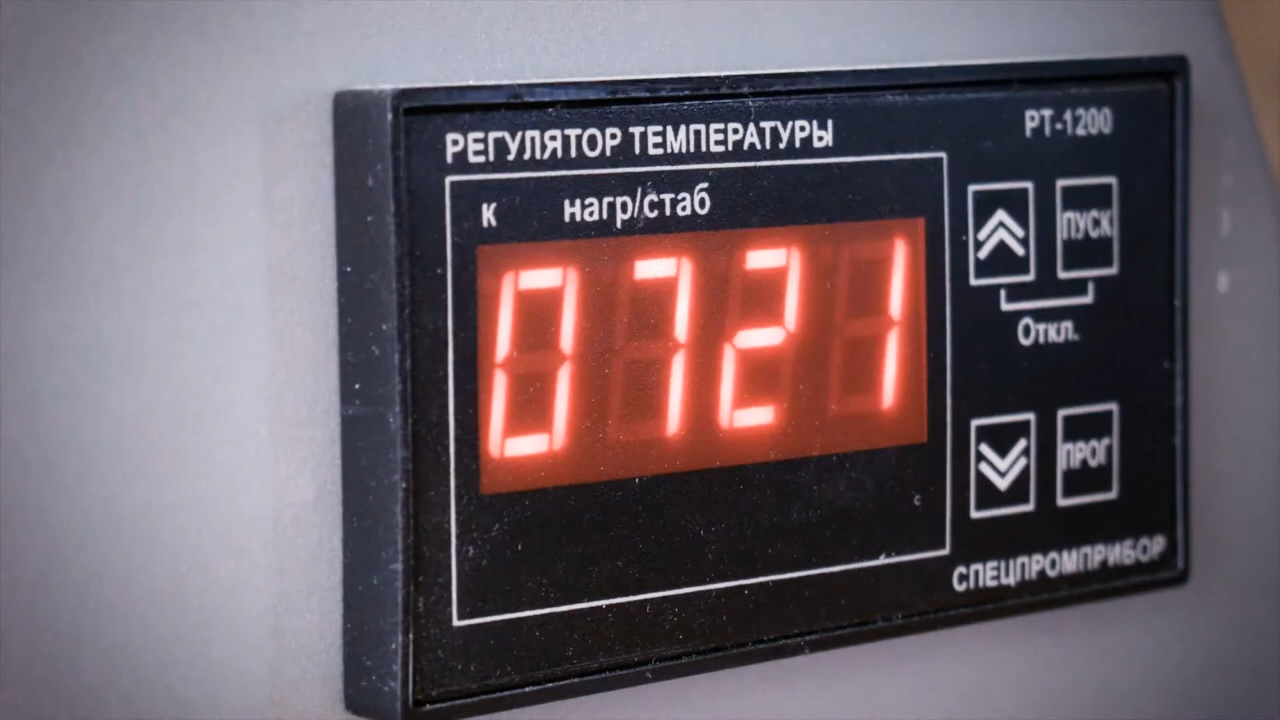 РЕГУЛЯТОР ТЕМПЕРАТУРЫ
РТ-1200
к нагр/стаб
0721
ПУСК
Откл.
ПРОГ
СПЕЦПРОМПРИБОР